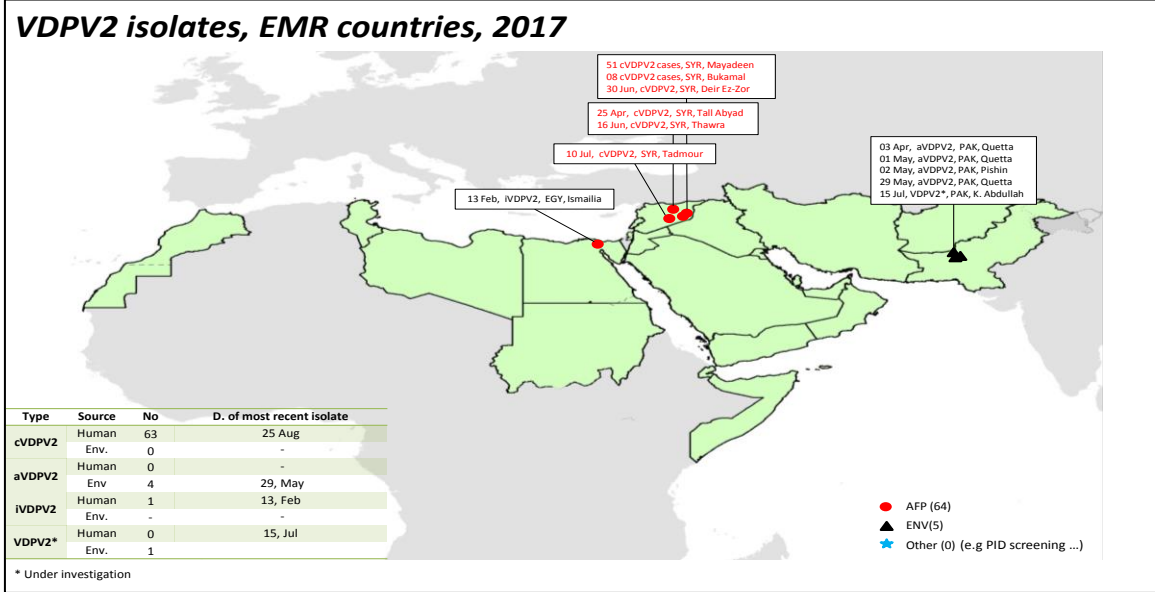 VDPV2 isolates, EMR countries, 2017
51 cVDPV2 cases, SYR, Mayadeen
08 cVDPV2 cases, SYR, Bukamal
30 Jun, cVDPV2, SYR, Deir Ez-Zor
25 Apr, cVDPV2, SYR, Tall Abyad
16 Jun, cVDPV2, SYR, Thawra
10 Jul, cVDPV2, SYR, Tadmour
03 Apr, aVDPV2, PAK, Quetta
01 May, aVDPV2, PAK, Quetta
02 May, aVDPV2, PAK, Pishin
29 May, aVDPV2, PAK, Quetta
15 Jul, VDPV2*, PAK, K. Abdullah
13 Feb, iVDPV2, EGY, Ismailia
Type Source No D. of most recent isolate
cVDPV2 Human 63 25 Aug
Env. 0 -
aVDPV2 Human 0 -
Env 4 29, May
iVDPV2 Human 1 13, Feb
Env. - -
VDPV2* Human 0 15, Jul
Env. 1
AFP (64)
ENV(5)
Other (0) (e.g PID screening ...)
* Under investigation